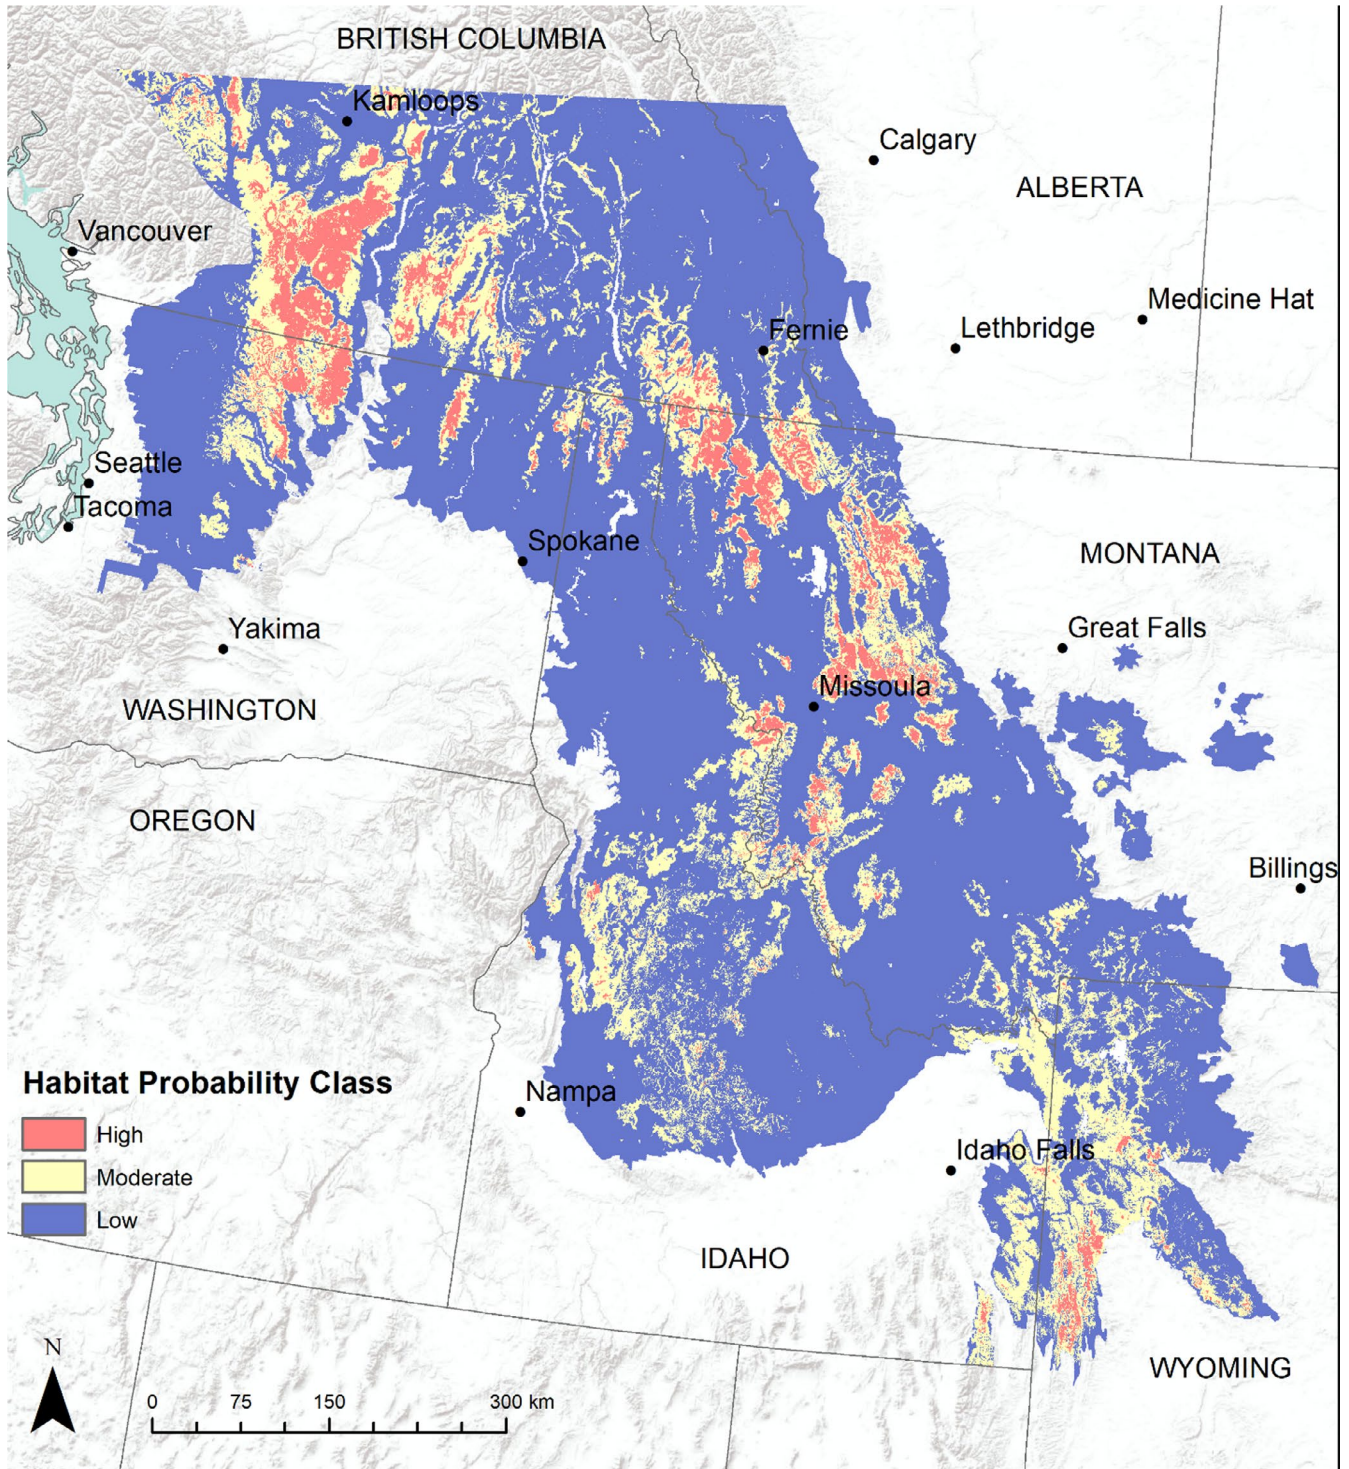 BRITISH COLUMBIA
Kamloops
Calgary
ALBERTA
Vancouver
Medicine Hat
Fernie
Lethbridge
Seattle
Tacoma
Spokane
MONTANA
Yakima
Great Falls
Missoula
WASHINGTON
OREGON
Billings
Habitat Probability Class
High
Moderate
Low
Nampa
Idaho Falls
IDAHO
WYOMING
N
0 75 150 300 km